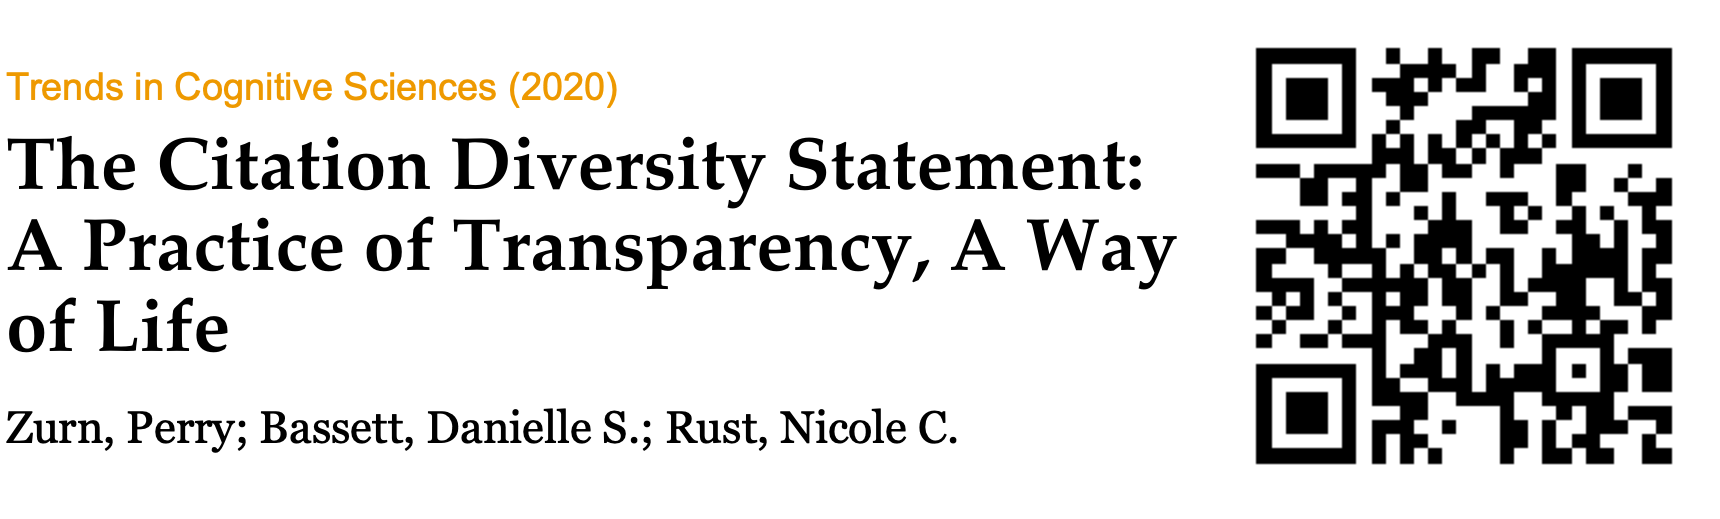 Trends in Cognitive Sciences (2020)
The Citation Diversity Statement:
A Practice of Transparency, A Way
of Life
Zurn, Perry; Bassett, Danielle S.; Rust, Nicole C.